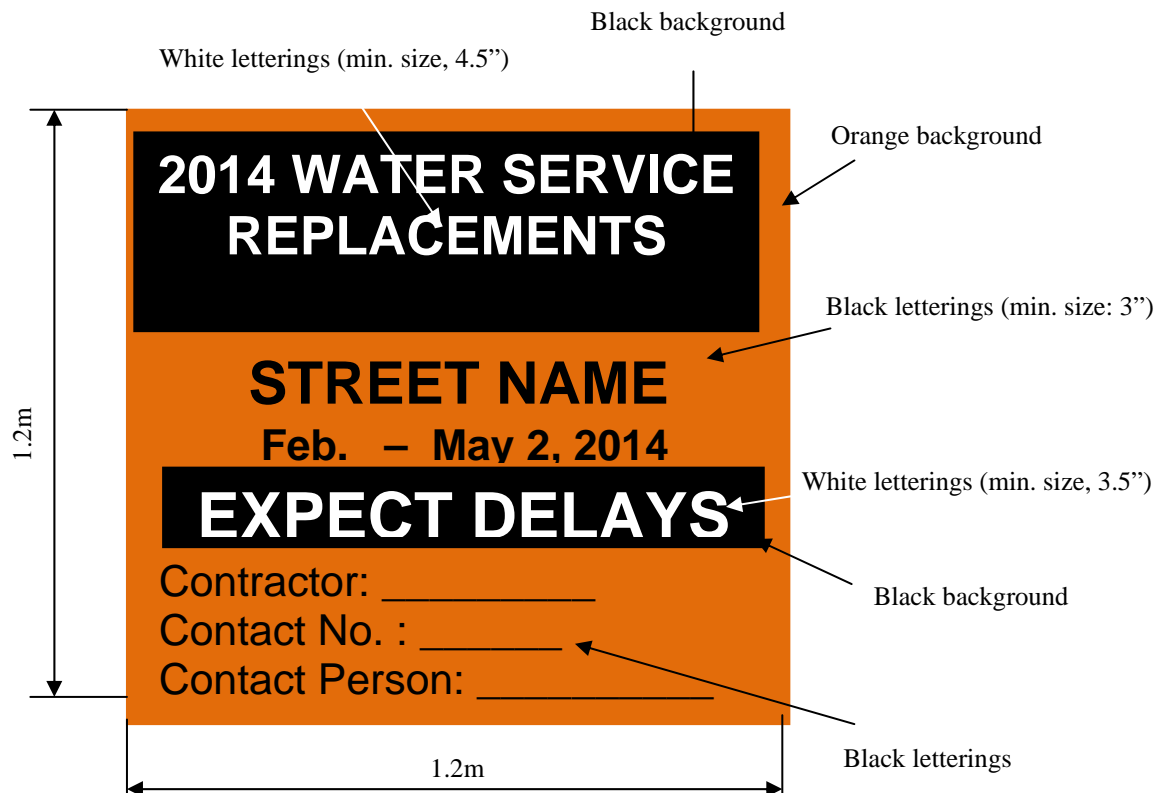 Black background
White letterings (min. size, 4.5”)
Orange background
2014 WATER SERVICE
REPLACEMENTS
Black letterings (min. size: 3”)
STREET NAME
1.2m
Feb.   –  May 2, 2014
White letterings (min. size, 3.5”)
EXPECT DELAYS
Contractor: _________
Black background
Contact No. : ______
Contact Person: __________
Black letterings
1.2m